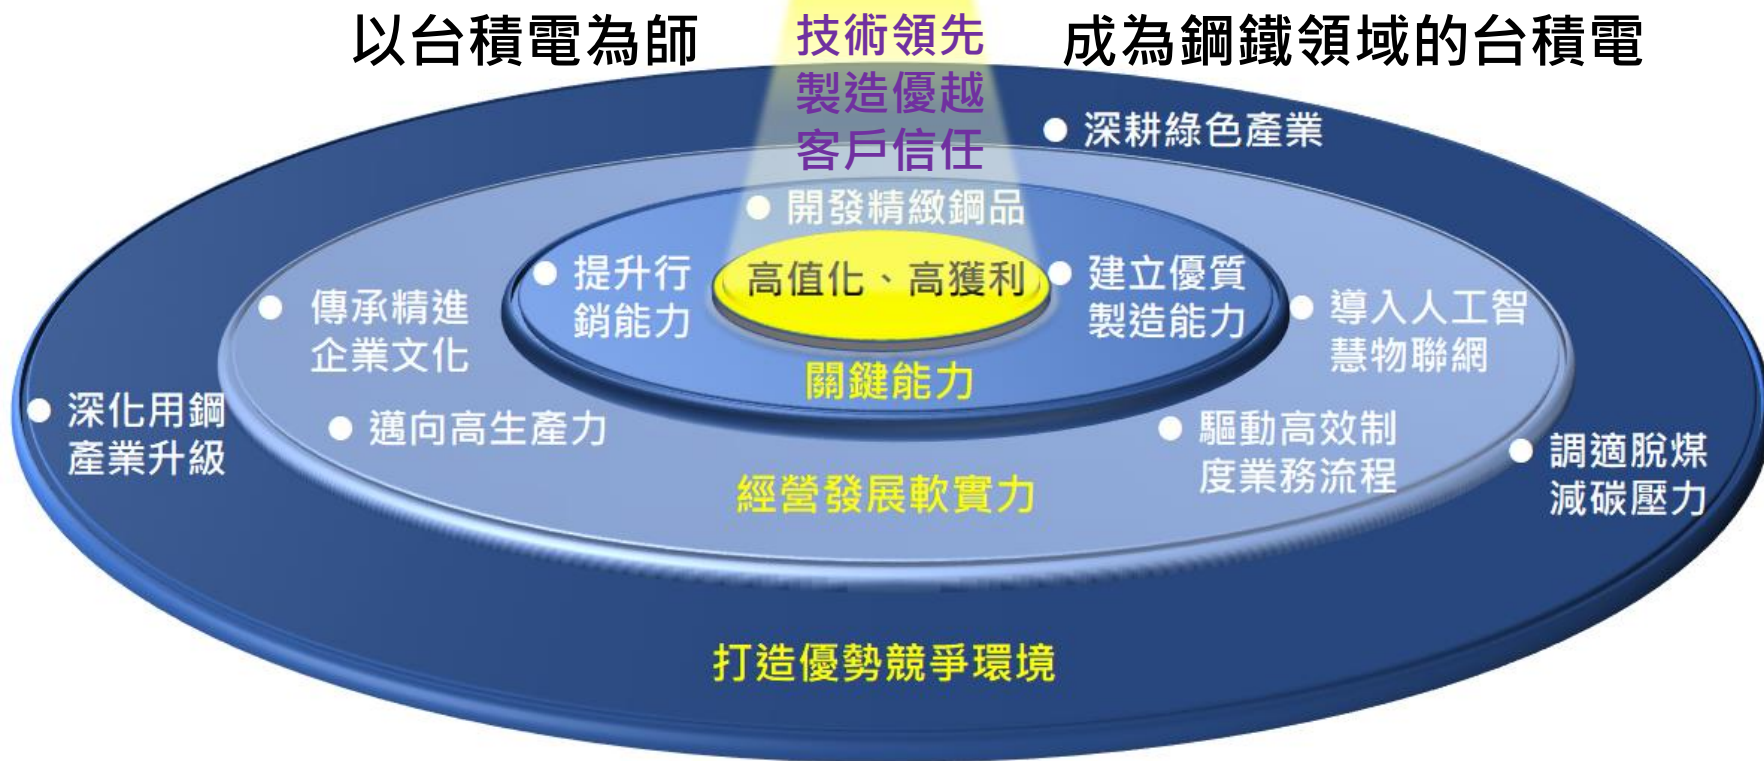 以台積電為師
技術領先
製造優越
客戶信任
成為鋼鐵領域的台積電
● 深耕綠色產業
● 開發精緻鋼品
● 提升行
銷能力
高值化、高獲利
● 建立優質
製造能力
● 傳承精進
企業文化
● 導入人工智
慧物聯網
關鍵能力
● 深化用鋼
產業升級
● 邁向高生產力
● 驅動高效制
度業務流程
● 調適脫煤
減碳壓力
經營發展軟實力
打造優勢競爭環境